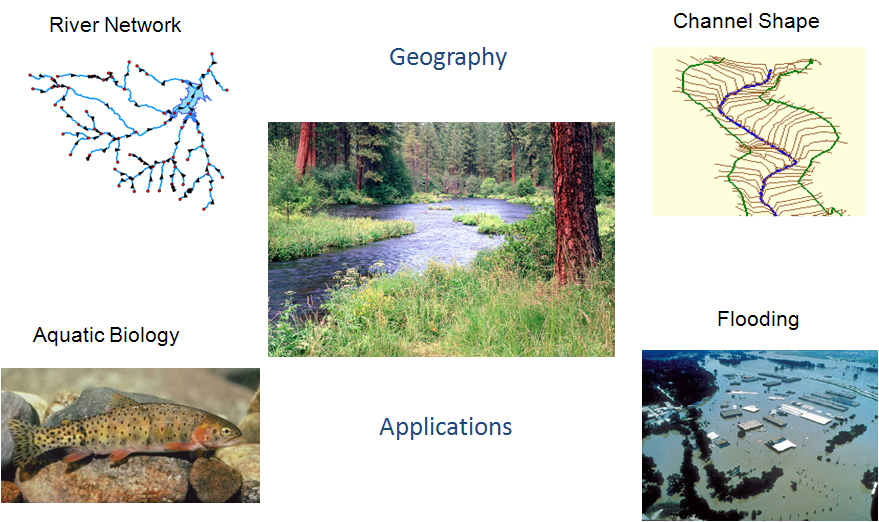 River Network
Geography
Channel Shape
Aquatic Biology
Flooding
Applications